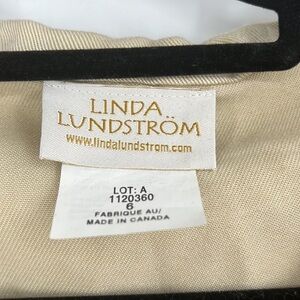 LINDA
LUNDSTRÖM
www.lindalundstrom.com
LOT: A
1120360
6
FABRIQUE AU/
MADE IN CANADA